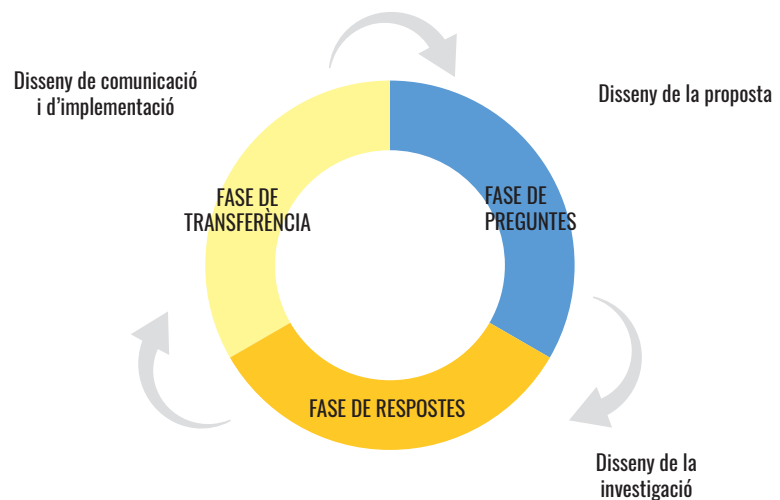 Disseny de comunicació
i d’implementació
Disseny de la proposta
FASE DE
TRANSFERÈNCIA
FASE DE
PREGUNTES
FASE DE RESPOSTES
Disseny de la
investigació